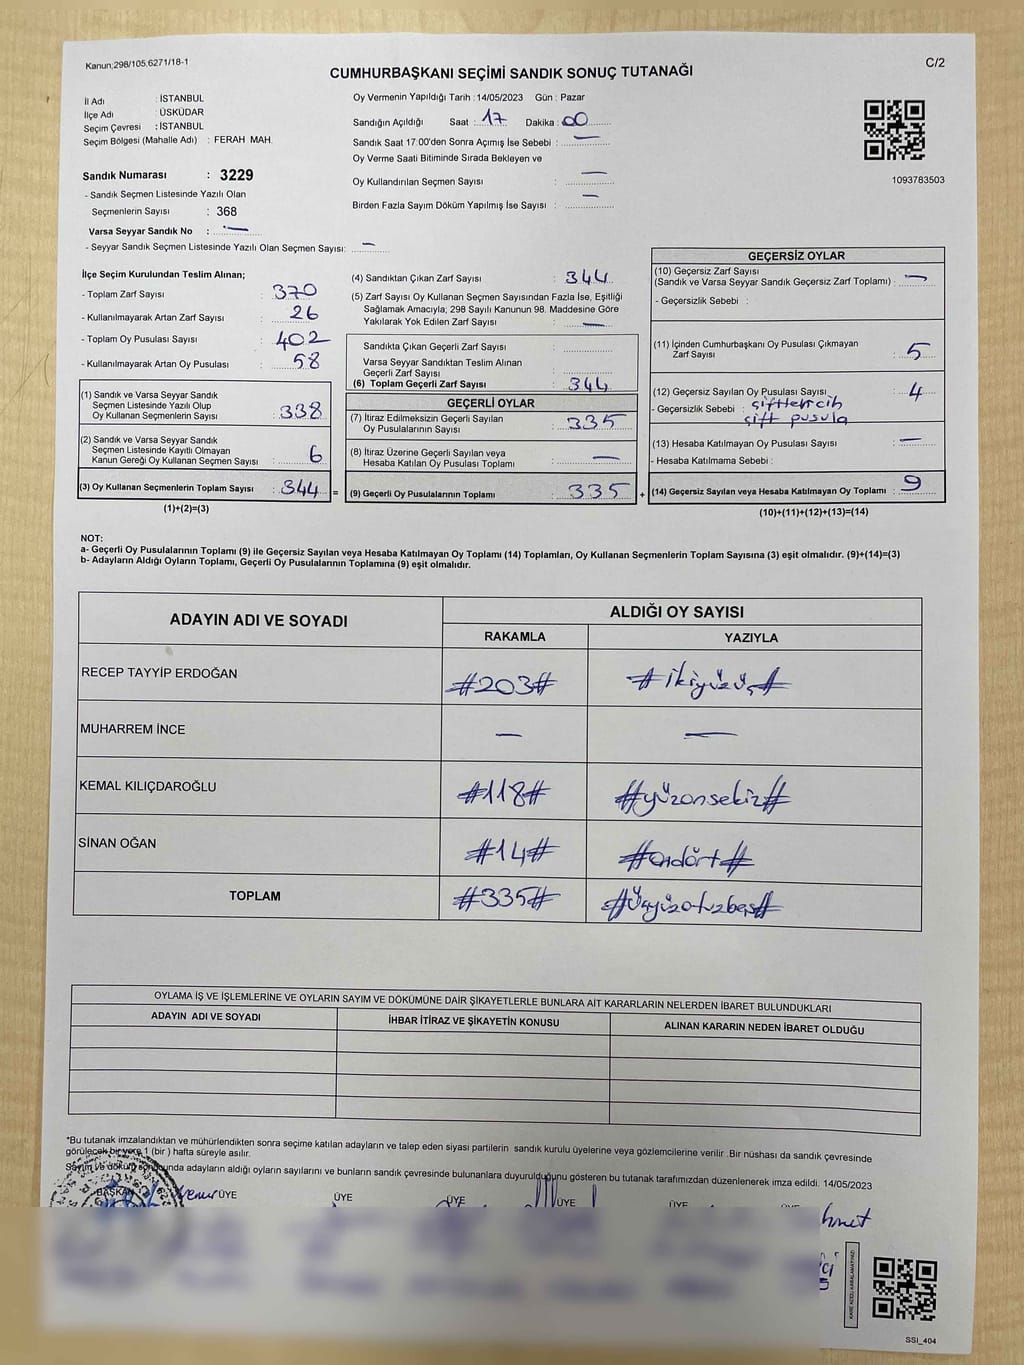 Kanun;298/105,6271/18-1
C/2
CUMHURBAŞKANI SEÇİMİ SANDIK SONUÇ TUTANAĞI
İl Adı : İSTANBUL
İlçe Adı : ÜSKÜDAR
Seçim Çevresi : İSTANBUL
Seçim Bölgesi (Mahalle Adı) : FERAH MAH.
Sandık Numarası : 3229
- Sandık Seçmen Listesinde Yazılı Olan
Seçmenlerin Sayısı : 368
Varsa Seyyar Sandık No : —
- Seyyar Sandık Seçmen Listesinde Yazılı Olan Seçmen Sayısı: —
Oy Vermenin Yapıldığı Tarih : 14/05/2023 Gün : Pazar
Sandığın Açıldığı Saat : 17 Dakika : 00
Sandık Saat 17:00'den Sonra Açımış İse Sebebi : —
Oy Verme Saati Bitiminde Sırada Bekleyen ve
Oy Kullandırılan Seçmen Sayısı : —
Birden Fazla Sayım Döküm Yapılmış İse Sayısı : —
1093783503
İlçe Seçim Kurulundan Teslim Alınan;
- Toplam Zarf Sayısı : 370
- Kullanılmayarak Artan Zarf Sayısı : 26
- Toplam Oy Pusulası Sayısı : 402
- Kullanılmayarak Artan Oy Pusulası : 58
(1) Sandık ve Varsa Seyyar Sandık
Seçmen Listesinde Yazılı Olup
Oy Kullanan Seçmenlerin Sayısı : 338
(2) Sandık ve Varsa Seyyar Sandık
Seçmen Listesinde Kayıtlı Olmayan
Kanun Gereği Oy Kullanan Seçmen Sayısı : 6
(3) Oy Kullanan Seçmenlerin Toplam Sayısı : 344 =
(1)+(2)=(3)
(4) Sandıktan Çıkan Zarf Sayısı : 344
(5) Zarf Sayısı Oy Kullanan Seçmen Sayısından Fazla İse, Eşitliği
Sağlamak Amacıyla; 298 Sayılı Kanunun 98. Maddesine Göre
Yakılarak Yok Edilen Zarf Sayısı : —
Sandıkta Çıkan Geçerli Zarf Sayısı :
Varsa Seyyar Sandıktan Teslim Alınan
Geçerli Zarf Sayısı :
(6) Toplam Geçerli Zarf Sayısı : 344
GEÇERLİ OYLAR
(7) İtiraz Edilmeksizin Geçerli Sayılan
Oy Pusulalarının Sayısı : 335
(8) İtiraz Üzerine Geçerli Sayılan veya
Hesaba Katılan Oy Pusulası Toplamı : —
(9) Geçerli Oy Pusulalarının Toplamı : 335 +
GEÇERSİZ OYLAR
(10) Geçersiz Zarf Sayısı
(Sandık ve Varsa Seyyar Sandık Geçersiz Zarf Toplamı) : —
- Geçersizlik Sebebi :
(11) İçinden Cumhurbaşkanı Oy Pusulası Çıkmayan
Zarf Sayısı : 5
(12) Geçersiz Sayılan Oy Pusulası Sayısı : 4
- Geçersizlik Sebebi : çift tercih
çift pusula
(13) Hesaba Katılmayan Oy Pusulası Sayısı : —
- Hesaba Katılmama Sebebi :
(14) Geçersiz Sayılan veya Hesaba Katılmayan Oy Toplamı : 9
(10)+(11)+(12)+(13)=(14)
NOT:
a- Geçerli Oy Pusulalarının Toplamı (9) ile Geçersiz Sayılan veya Hesaba Katılmayan Oy Toplamı (14) Toplamları, Oy Kullanan Seçmenlerin Toplam Sayısına (3) eşit olmalıdır. (9)+(14)=(3)
b- Adayların Aldığı Oyların Toplamı, Geçerli Oy Pusulalarının Toplamına (9) eşit olmalıdır.
ADAYIN ADI VE SOYADI
ALDIĞI OY SAYISI
RAKAMLA YAZIYLA
RECEP TAYYİP ERDOĞAN #203# #ikiyüzüç#
MUHARREM İNCE — —
KEMAL KILIÇDAROĞLU #118# #yüzonsekiz#
SİNAN OĞAN #14# #ondört#
TOPLAM #335# #üçyüzotuzbeş#
OYLAMA İŞ VE İŞLEMLERİNE VE OYLARIN SAYIM VE DÖKÜMÜNE DAİR ŞİKAYETLERLE BUNLARA AİT KARARLARIN NELERDEN İBARET BULUNDUKLARI
ADAYIN ADI VE SOYADI İHBAR İTİRAZ VE ŞİKAYETİN KONUSU ALINAN KARARIN NEDEN İBARET OLDUĞU
*Bu tutanak imzalandıktan ve mühürlendikten sonra seçime katılan adayların ve talep eden siyasi partilerin sandık kurulu üyelerine veya gözlemcilerine verilir .Bir nüshası da sandık çevresinde
görülecek bir yere 1 (bir ) hafta süreyle asılır.
Sayım ve döküm sonunda adayların aldığı oyların sayılarını ve bunların sandık çevresinde bulunanlara duyurulduğunu gösteren bu tutanak tarafımızdan düzenlenerek imza edildi. 14/05/2023
BAŞKAN ÜYE ÜYE ÜYE ÜYE ÜYE
KARE KODU KARALAMAYINIZ!
SSI_404